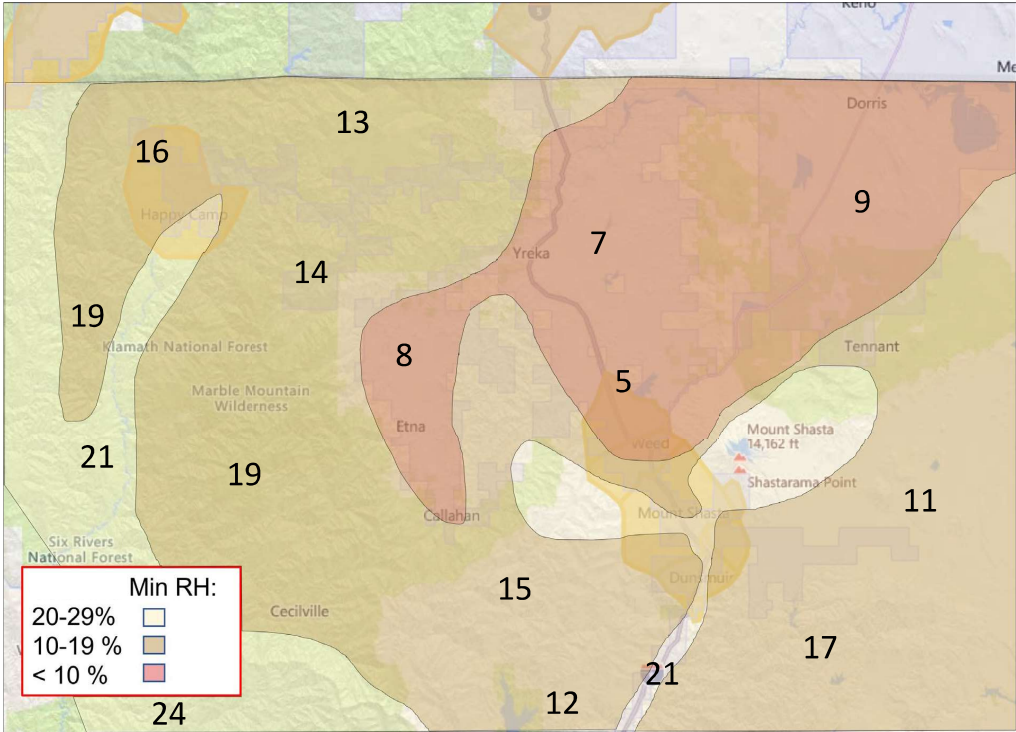 Keno
Me
Dorris
13
16
9
Happy Camp
7
Yreka
14
19
Klamath National Forest
8
Tennant
5
Marble Mountain
Wilderness
Etna
Mount Shasta
14,162 ft
Weed
21
19
Shastarama Point
11
Callahan
Mount Shasta
Six Rivers
National Forest
Dunsmuir
15
Min RH:
20-29%
10-19 %
< 10 %
Cecilville
17
21
12
24